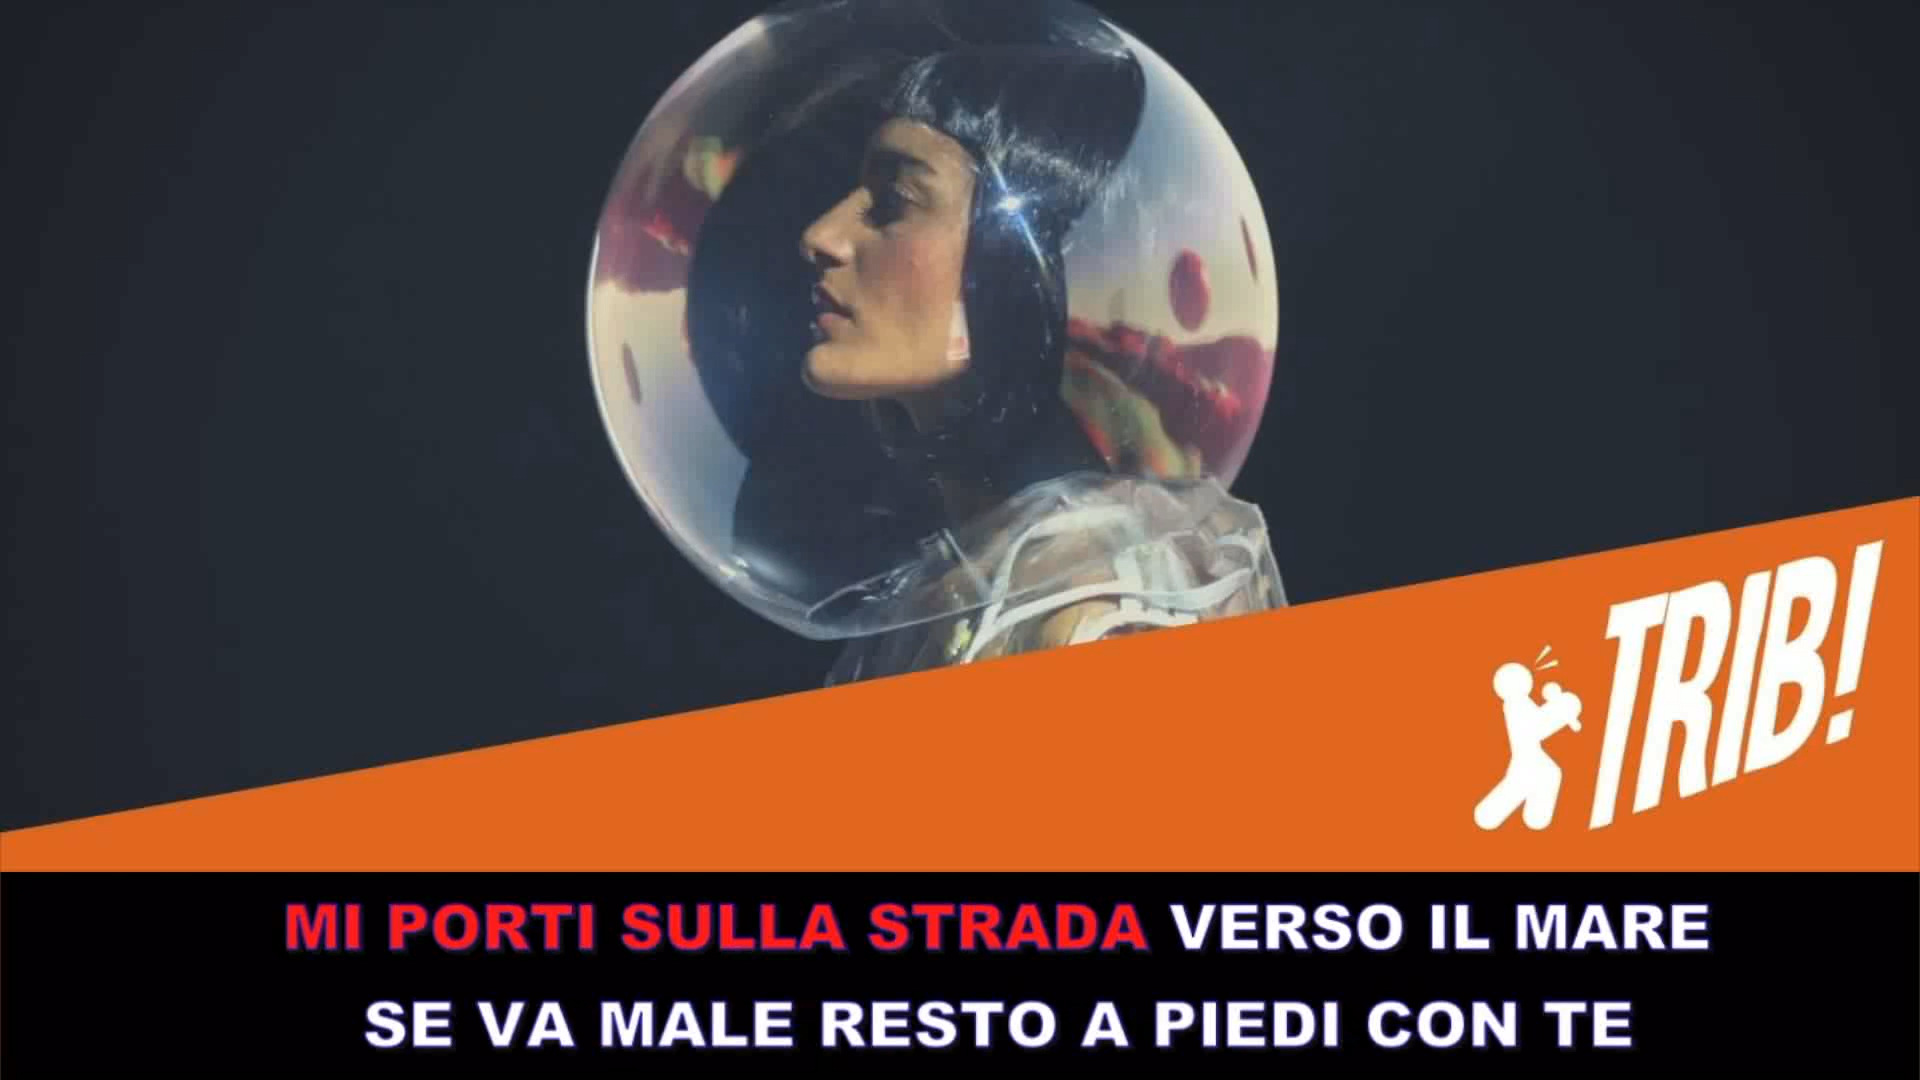 TRIB!
MI PORTI SULLA STRADA VERSO IL MARE
SE VA MALE RESTO A PIEDI CON TE